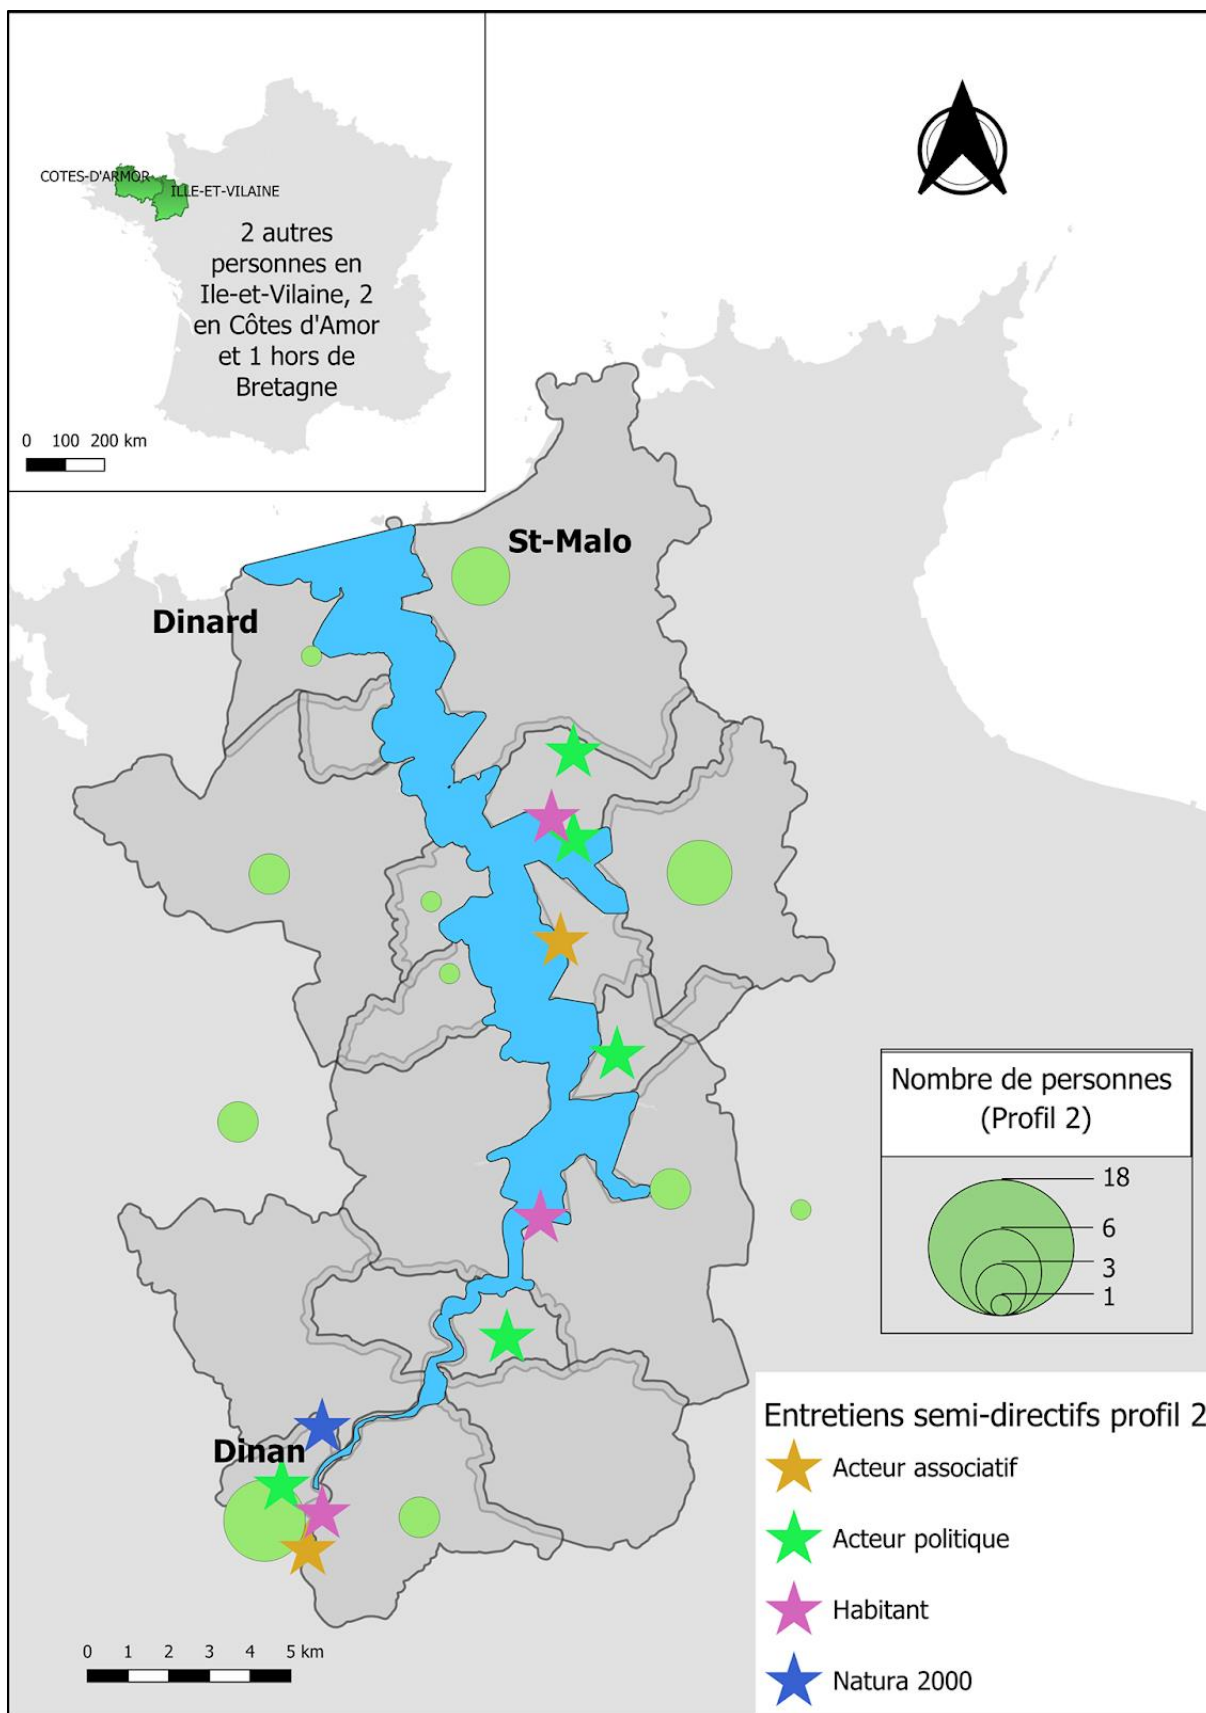 COTES-D'ARMOR
ILLE-ET-VILAINE
2 autres
personnes en
Ile-et-Vilaine, 2
en Côtes d'Amor
et 1 hors de
Bretagne
0 100 200 km
St-Malo
Dinard
Nombre de personnes
(Profil 2)
18
6
3
1
Dinan
Entretiens semi-directifs profil 2
Acteur associatif
Acteur politique
Habitant
Natura 2000
0 1 2 3 4 5 km